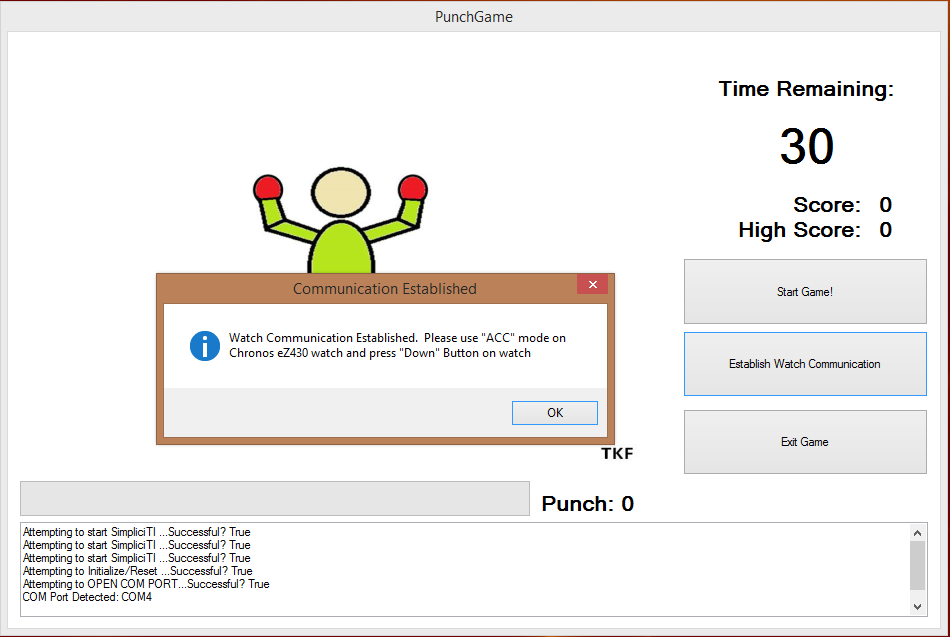 PunchGame
Time Remaining:
30
Score: 0
High Score: 0
Start Game!
Communication Established
Watch Communication Established.  Please use "ACC" mode on
Chronos eZ430 watch and press "Down" Button on watch
OK
Establish Watch Communication
Exit Game
TKF
Punch: 0
Attempting to start SimpliciTI ...Successful? True
Attempting to start SimpliciTI ...Successful? True
Attempting to start SimpliciTI ...Successful? True
Attempting to Initialize/Reset ...Successful? True
Attempting to OPEN COM PORT...Successful? True
COM Port Detected: COM4